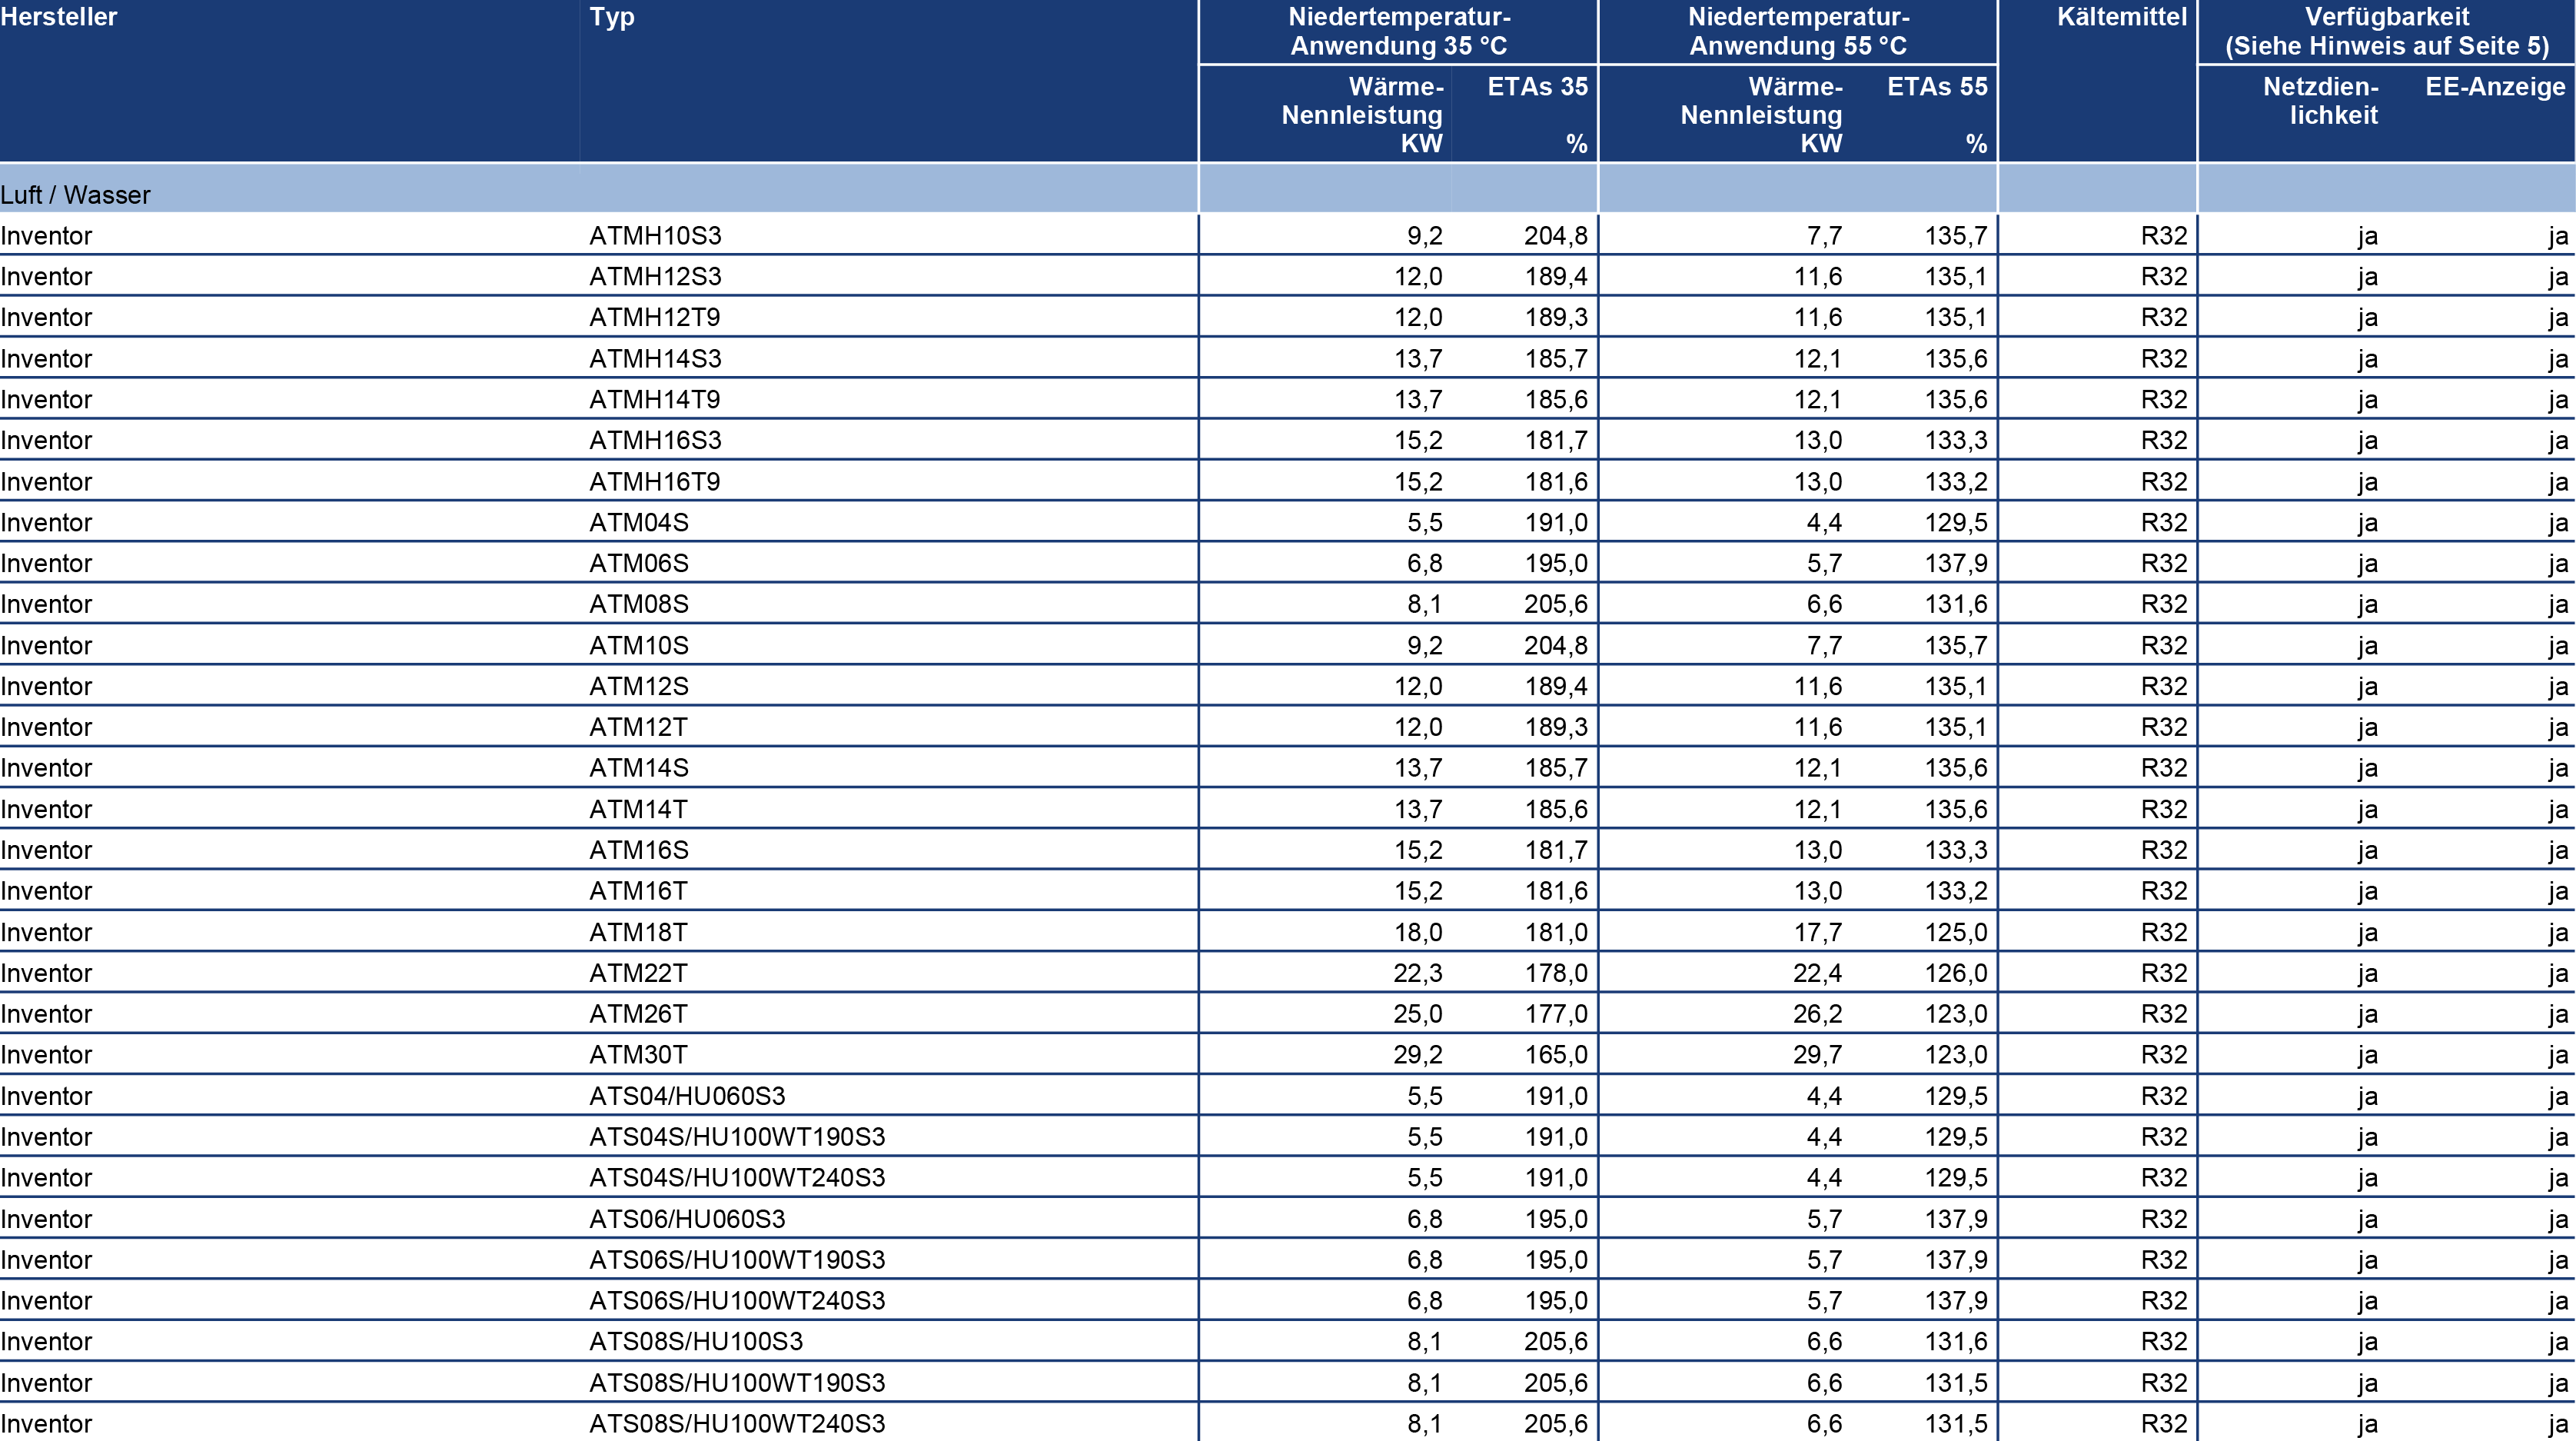 Hersteller Typ Niedertemperatur- Niedertemperatur- Kältemittel Verfügbarkeit
Anwendung 35 °C Anwendung 55 °C (Siehe Hinweis auf Seite 5)
Wärme- ETAs 35 Wärme- ETAs 55 Netzdien- EE-Anzeige
Nennleistung Nennleistung lichkeit
KW % KW %
Luft / Wasser
Inventor ATMH10S3 9,2 204,8 7,7 135,7 R32 ja ja
Inventor ATMH12S3 12,0 189,4 11,6 135,1 R32 ja ja
Inventor ATMH12T9 12,0 189,3 11,6 135,1 R32 ja ja
Inventor ATMH14S3 13,7 185,7 12,1 135,6 R32 ja ja
Inventor ATMH14T9 13,7 185,6 12,1 135,6 R32 ja ja
Inventor ATMH16S3 15,2 181,7 13,0 133,3 R32 ja ja
Inventor ATMH16T9 15,2 181,6 13,0 133,2 R32 ja ja
Inventor ATM04S 5,5 191,0 4,4 129,5 R32 ja ja
Inventor ATM06S 6,8 195,0 5,7 137,9 R32 ja ja
Inventor ATM08S 8,1 205,6 6,6 131,6 R32 ja ja
Inventor ATM10S 9,2 204,8 7,7 135,7 R32 ja ja
Inventor ATM12S 12,0 189,4 11,6 135,1 R32 ja ja
Inventor ATM12T 12,0 189,3 11,6 135,1 R32 ja ja
Inventor ATM14S 13,7 185,7 12,1 135,6 R32 ja ja
Inventor ATM14T 13,7 185,6 12,1 135,6 R32 ja ja
Inventor ATM16S 15,2 181,7 13,0 133,3 R32 ja ja
Inventor ATM16T 15,2 181,6 13,0 133,2 R32 ja ja
Inventor ATM18T 18,0 181,0 17,7 125,0 R32 ja ja
Inventor ATM22T 22,3 178,0 22,4 126,0 R32 ja ja
Inventor ATM26T 25,0 177,0 26,2 123,0 R32 ja ja
Inventor ATM30T 29,2 165,0 29,7 123,0 R32 ja ja
Inventor ATS04/HU060S3 5,5 191,0 4,4 129,5 R32 ja ja
Inventor ATS04S/HU100WT190S3 5,5 191,0 4,4 129,5 R32 ja ja
Inventor ATS04S/HU100WT240S3 5,5 191,0 4,4 129,5 R32 ja ja
Inventor ATS06/HU060S3 6,8 195,0 5,7 137,9 R32 ja ja
Inventor ATS06S/HU100WT190S3 6,8 195,0 5,7 137,9 R32 ja ja
Inventor ATS06S/HU100WT240S3 6,8 195,0 5,7 137,9 R32 ja ja
Inventor ATS08S/HU100S3 8,1 205,6 6,6 131,6 R32 ja ja
Inventor ATS08S/HU100WT190S3 8,1 205,6 6,6 131,5 R32 ja ja
Inventor ATS08S/HU100WT240S3 8,1 205,6 6,6 131,5 R32 ja ja